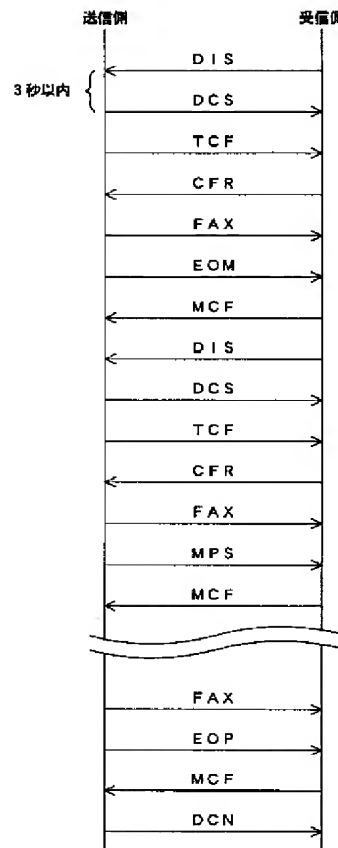 送信側 受信側
DIS
3秒以内
DCS
TCF
CFR
FAX
EOM
MCF
DIS
DCS
TCF
CFR
FAX
MPS
MCF
FAX
EOP
MCF
DCN